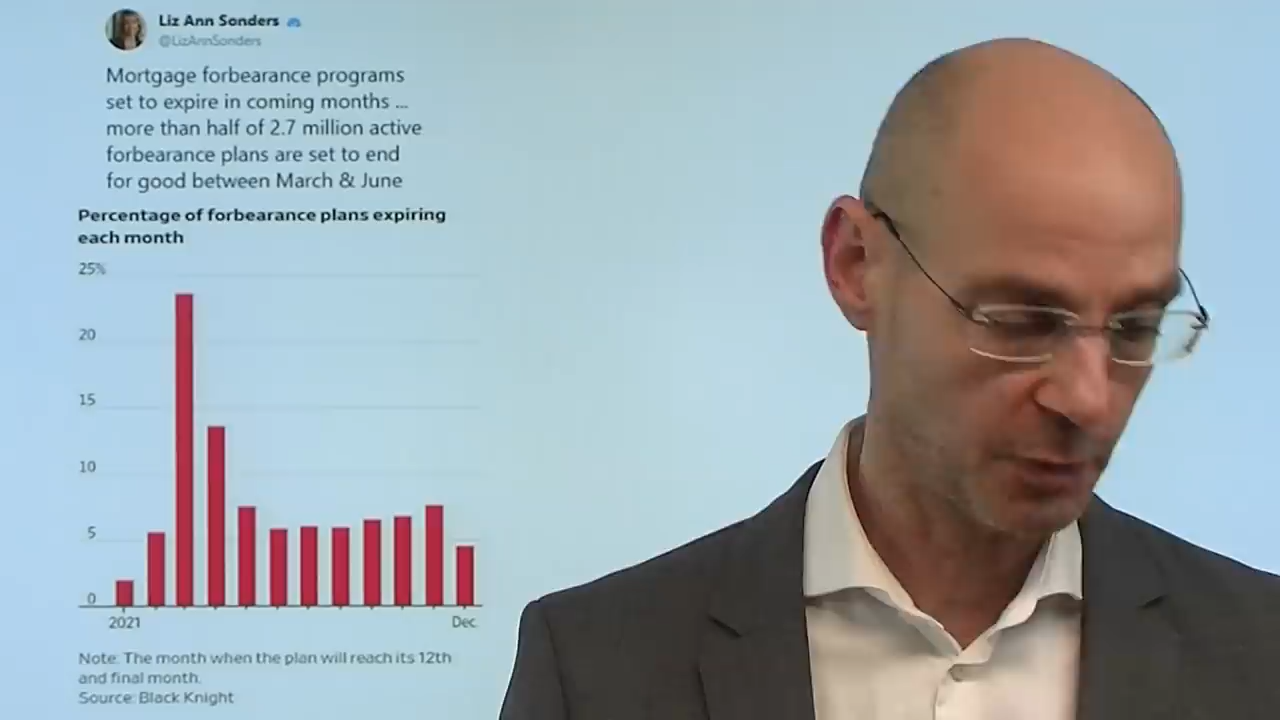 Liz Ann Sonders
@LizAnnSonders
Mortgage forbearance programs
set to expire in coming months ...
more than half of 2.7 million active
forbearance plans are set to end
for good between March & June
Percentage of forbearance plans expiring
each month
25%
20
15
10
5
0
2021
Dec.
Note: The month when the plan will reach its 12th
and final month.
Source: Black Knight